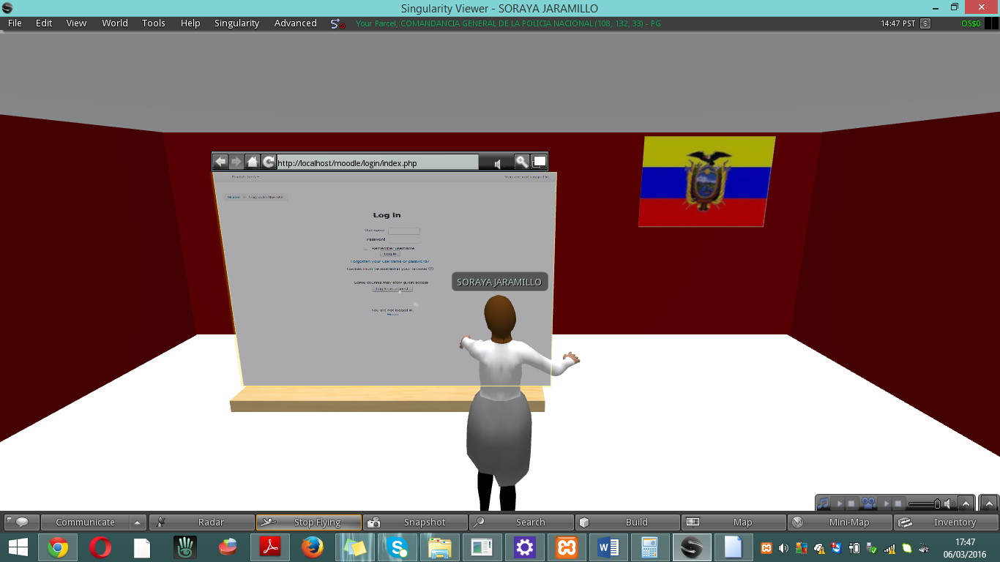 Singularity Viewer - SORAYA JARAMILLO
File Edit View World Tools Help Singularity Advanced Your Parcel, COMANDANCIA GENERAL DE LA POLICIA NACIONAL (108, 132, 33) - PG 14:47 PST $ OS$0
http://localhost/moodle/login/index.php
You are not logged in.
Home Log in to the site
Log in
Username
Password
Remember username
Log in
Forgotten your username or password?
Cookies must be enabled in your browser
Some courses may allow guest access
Log in as a guest
SORAYA JARAMILLO
You are not logged in.
Home
Communicate Radar Stop Flying Snapshot Search Build Map Mini-Map Inventory
17:47
06/03/2016